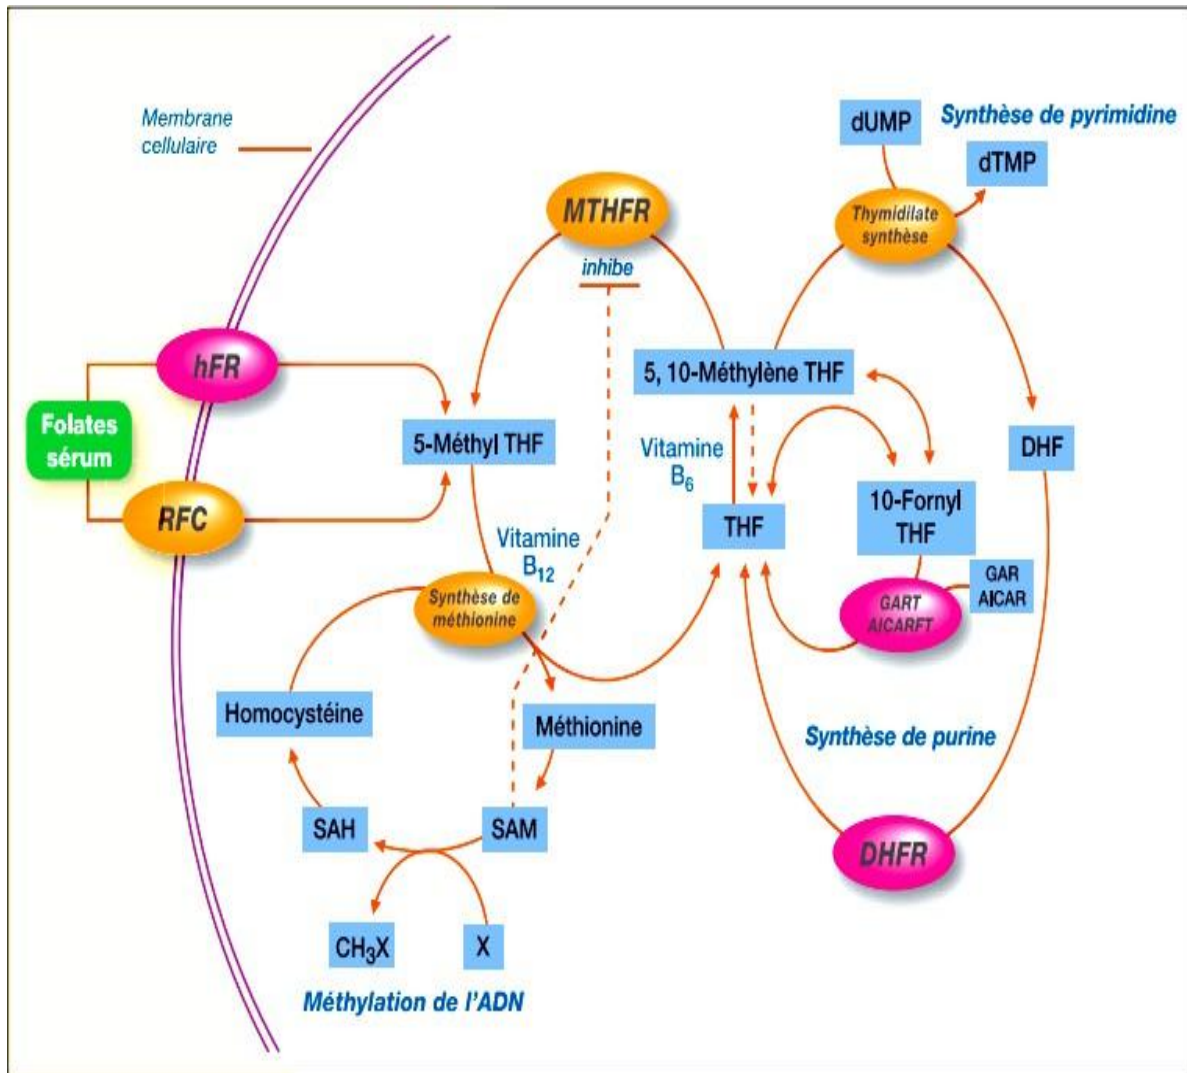 Membrane
cellulaire
dUMP
Synthèse de pyrimidine
dTMP
MTHFR
Thymidilate
synthèse
inhibe
hFR
5, 10-Méthylène THF
Folates
sérum
5-Méthyl THF
Vitamine
B6
DHF
RFC
THF
10-Fornyl
THF
Vitamine
B12
GAR
AICAR
Synthèse de
méthionine
GART
AICARFT
Homocystéine
Méthionine
Synthèse de purine
SAH
SAM
DHFR
CH3X
X
Méthylation de l'ADN